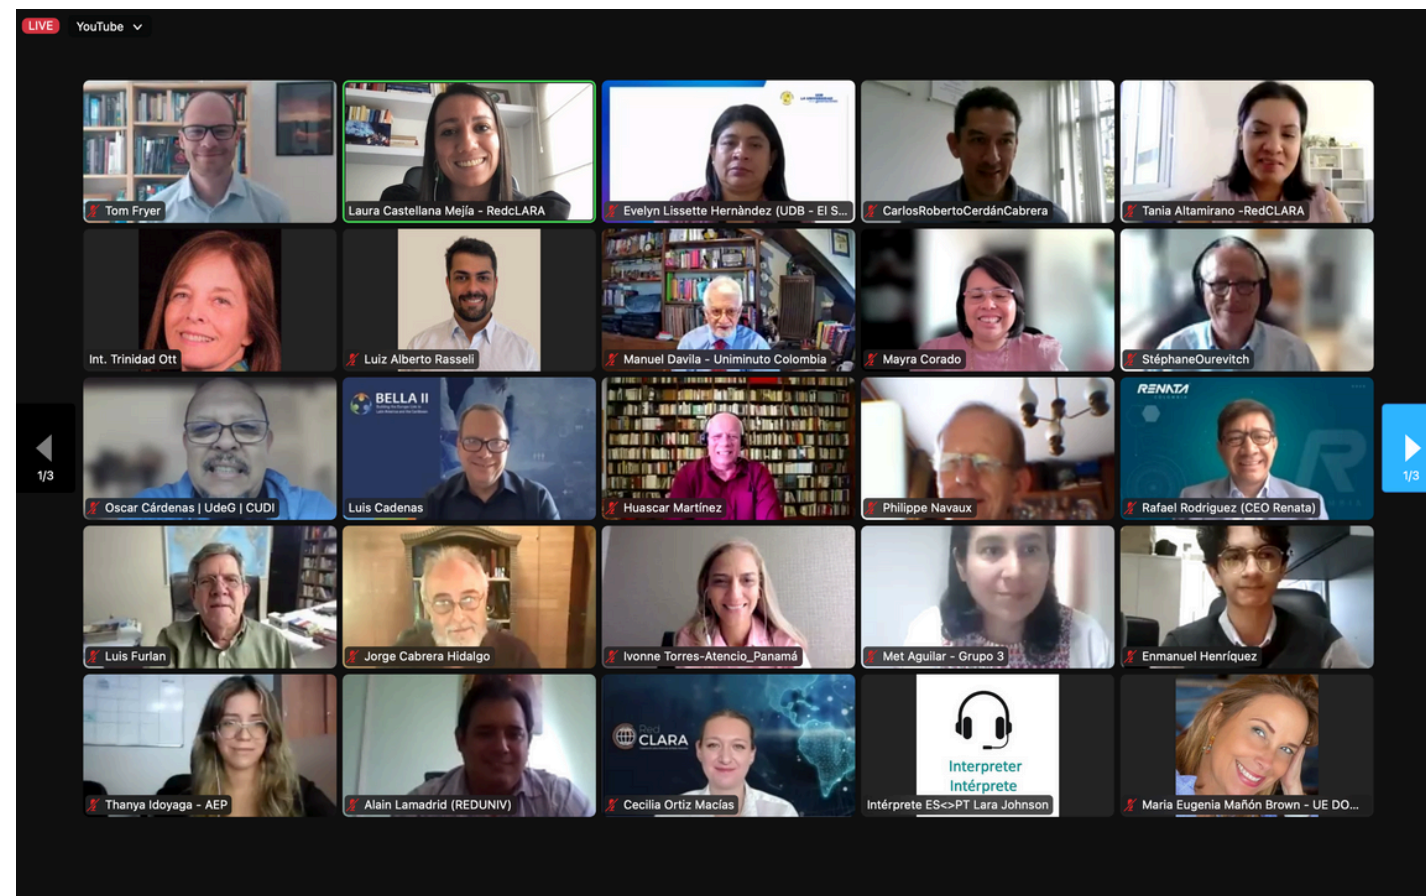 LIVE YouTube
Tom Fryer
Laura Castellana Mejía - RedcLARA
Evelyn Lissette Hernàndez (UDB - El S...
CarlosRobertoCerdánCabrera
Tania Altamirano -RedCLARA
Int. Trinidad Ott
Luiz Alberto Rasseli
Manuel Davila - Uniminuto Colombia
Mayra Corado
StéphaneOurevitch
BELLA II
RENATA
1/3
1/3
Oscar Cárdenas | UdeG | CUDI
Luis Cadenas
Huascar Martínez
Philippe Navaux
Rafael Rodriguez (CEO Renata)
Luis Furlan
Jorge Cabrera Hidalgo
Ivonne Torres-Atencio_Panamá
Met Aguilar - Grupo 3
Enmanuel Henríquez
Red
CLARA
Interpreter
Intérprete
Thanya Idoyaga - AEP
Alain Lamadrid (REDUNIV)
Cecilia Ortiz Macías
Intérprete ES<>PT Lara Johnson
Maria Eugenia Mañón Brown - UE DO...